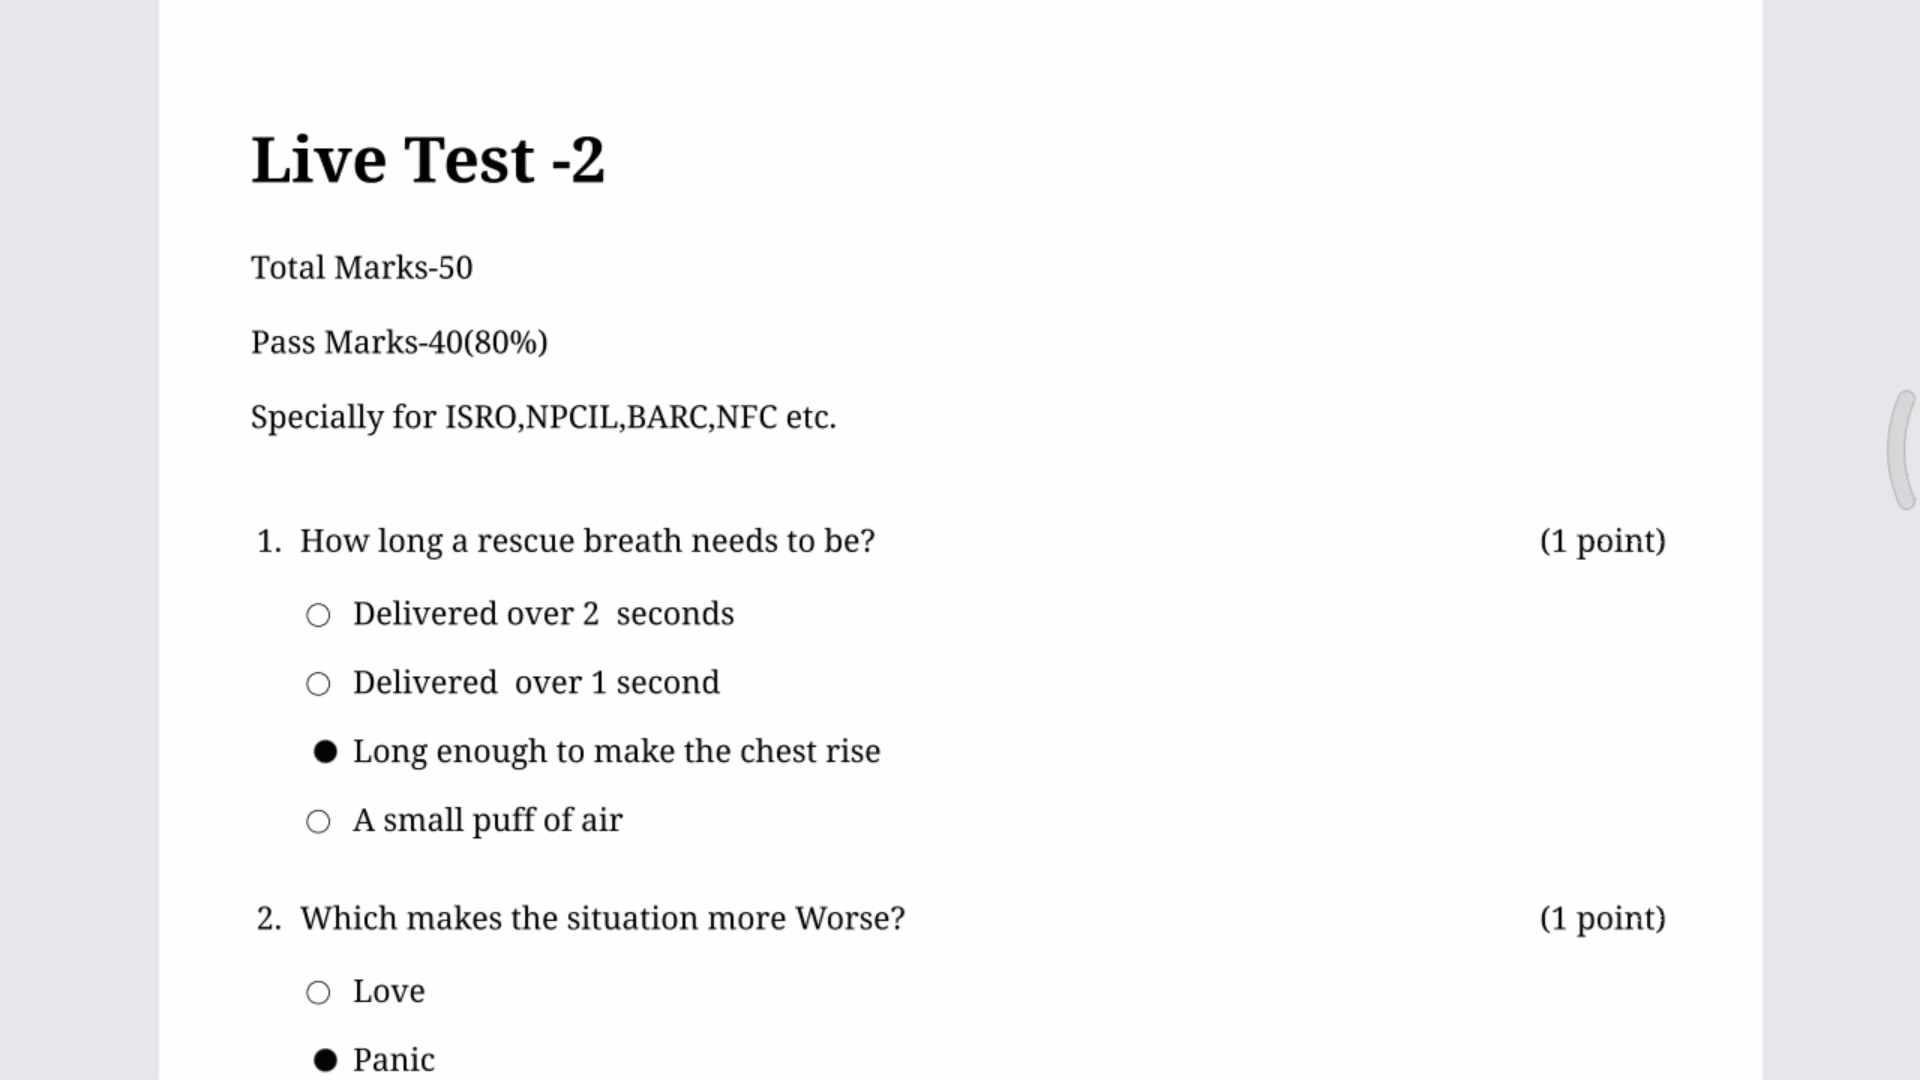 Live Test -2
Total Marks-50
Pass Marks-40(80%)
Specially for ISRO,NPCIL,BARC,NFC etc.
1. How long a rescue breath needs to be? (1 point)
Delivered over 2 seconds
Delivered over 1 second
Long enough to make the chest rise
A small puff of air
2. Which makes the situation more Worse? (1 point)
Love
Panic